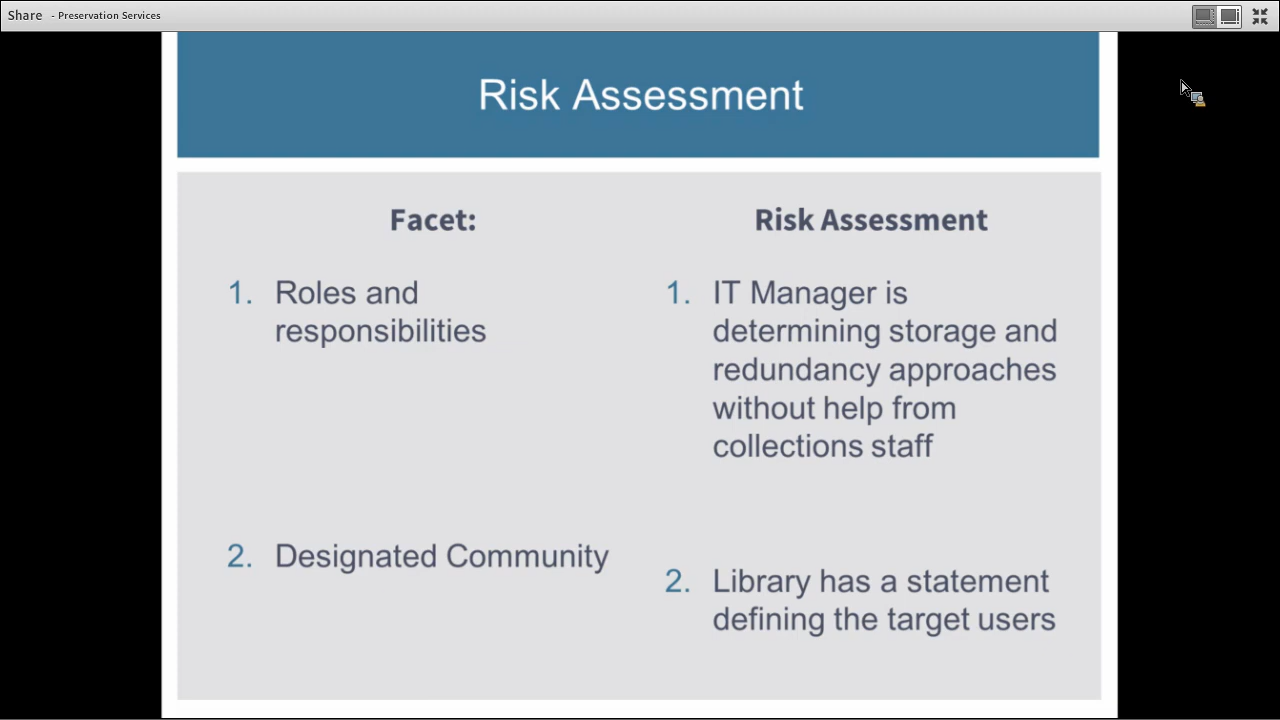 Share - Preservation Services
Risk Assessment
Facet:
1. Roles and
responsibilities
2. Designated Community
Risk Assessment
1. IT Manager is
determining storage and
redundancy approaches
without help from
collections staff
2. Library has a statement
defining the target users